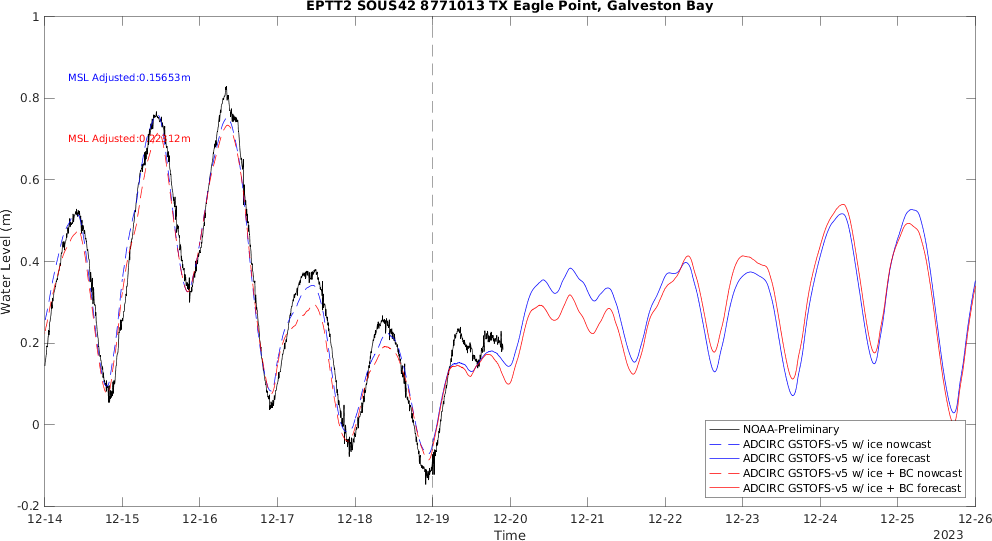 EPTT2 SOUS42 8771013 TX Eagle Point, Galveston Bay
1
0.8
0.6
0.4
0.2
0
-0.2
Water Level (m)
MSL Adjusted:0.15653m
MSL
NOAA-Preliminary
ADCIRC GSTOFS-v5 w/ ice nowcast
ADCIRC GSTOFS-v5 w/ ice forecast
ADCIRC GSTOFS-v5 w/ ice + BC nowcast
ADCIRC GSTOFS-v5 w/ ice + BC forecast
12-14 12-15 12-16 12-17 12-18 12-19 12-20 12-21 12-22 12-23 12-24 12-25 12-26
Time
2023